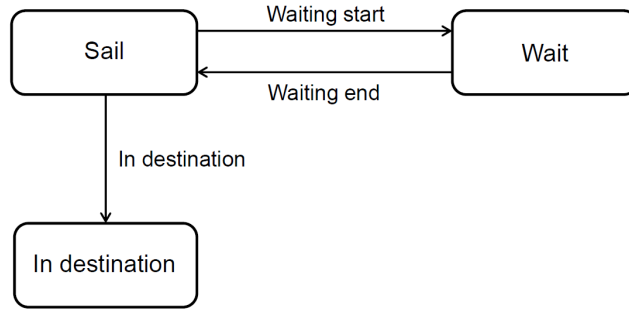 Waiting start
Sail
Wait
Waiting end
In destination
In destination